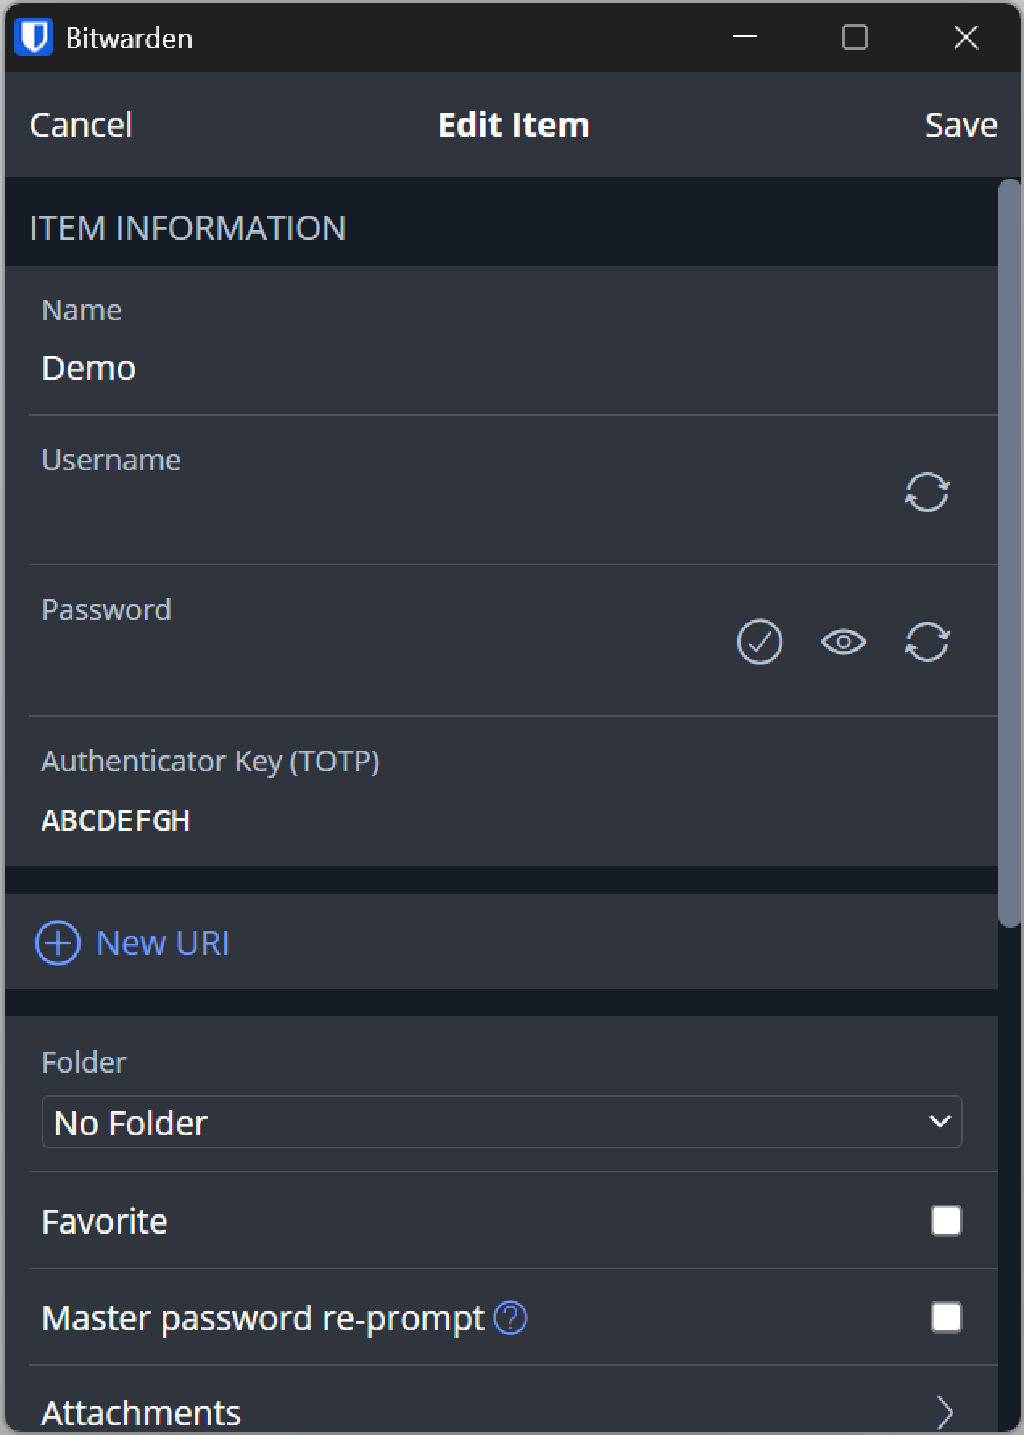 Bitwarden
Cancel Edit Item Save
ITEM INFORMATION
Name
Demo
Username
Password
Authenticator Key (TOTP)
ABCDEFGH
New URI
Folder
No Folder
Favorite
Master password re-prompt ?
Attachments